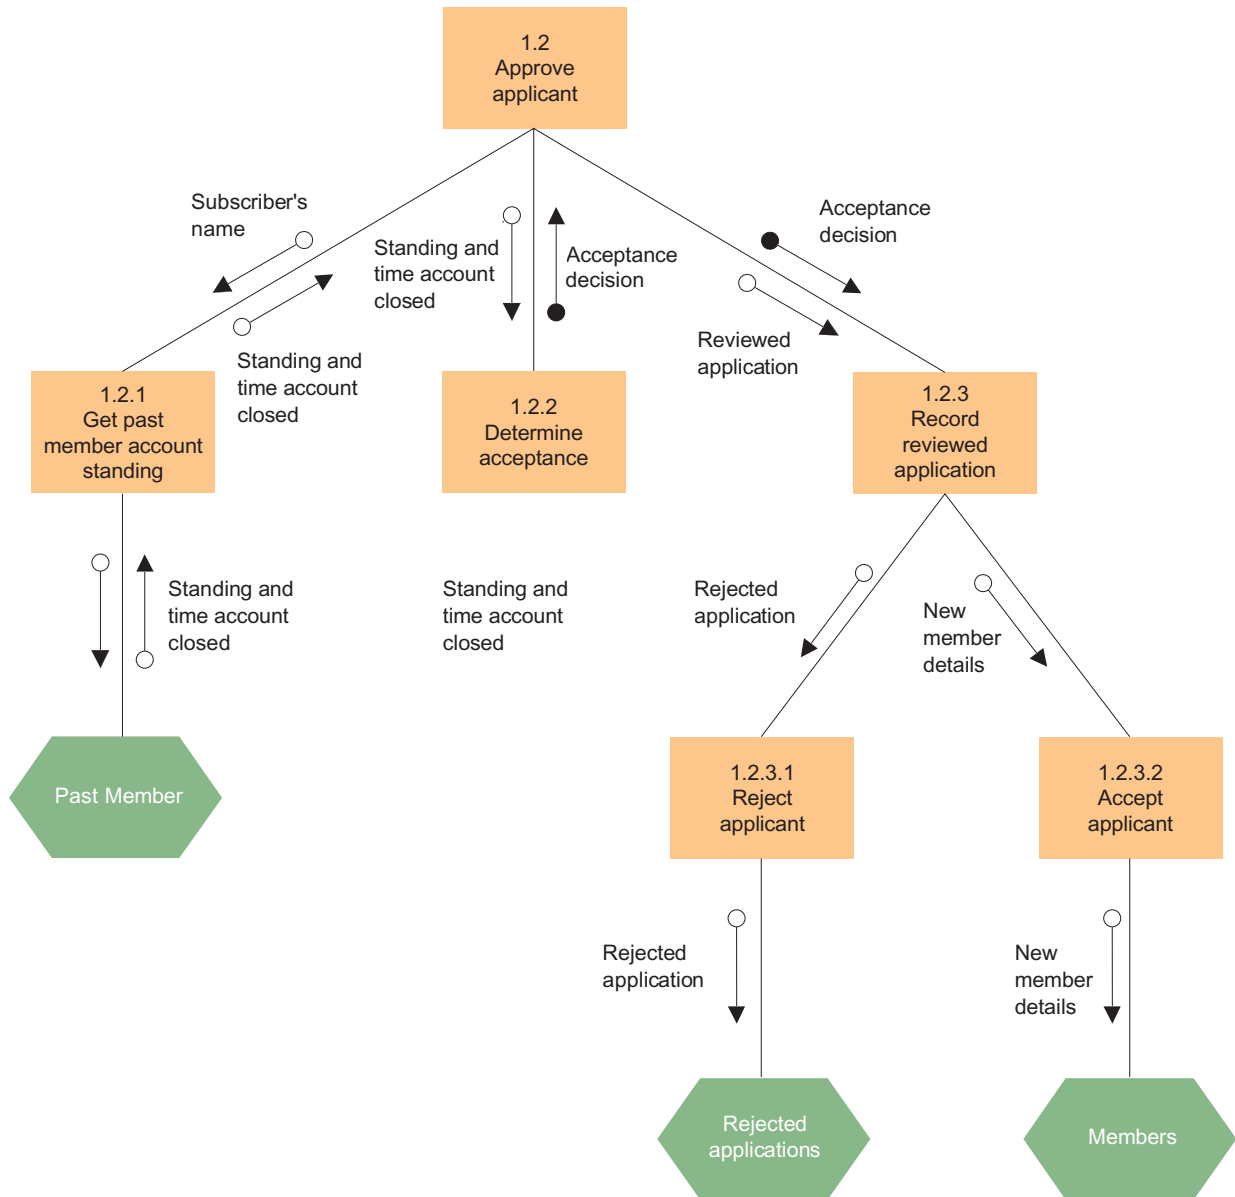 1.2
Approve
applicant
Subscriber's
name
Standing and
time account
closed
Acceptance
decision
Acceptance
decision
Standing and
time account
closed
Reviewed
application
1.2.1
Get past
member account
standing
1.2.2
Determine
acceptance
1.2.3
Record
reviewed
application
Standing and
time account
closed
Standing and
time account
closed
Rejected
application
New
member
details
Past Member
1.2.3.1
Reject
applicant
1.2.3.2
Accept
applicant
Rejected
application
New
member
details
Rejected
applications
Members